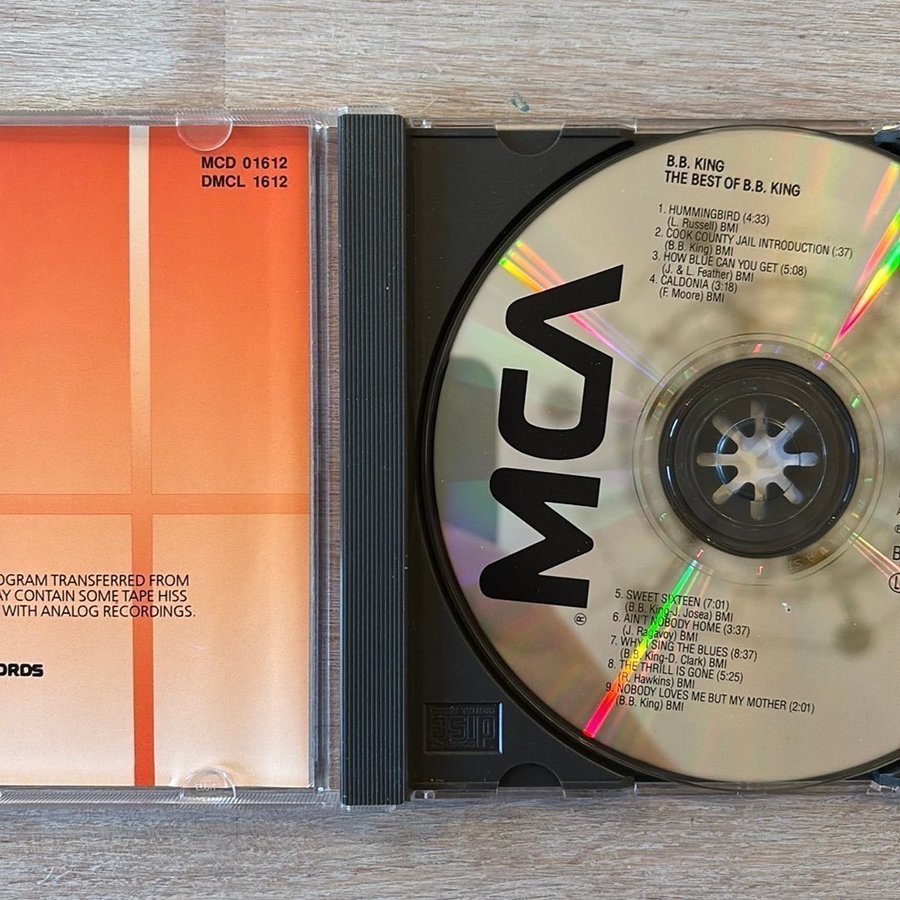 MCD 01612
DMCL 1612
OGRAM TRANSFERRED FROM
AY CONTAIN SOME TAPE HISS
WITH ANALOG RECORDINGS.
ORDS
B.B. KING
THE BEST OF B.B. KING
1. HUMMINGBIRD (4:33)
(L. Russell) BMI
2. COOK COUNTY JAIL INTRODUCTION (:37)
(B.B. King) BMI
3. HOW BLUE CAN YOU GET (5:08)
(J. & L. Feather) BMI
4. CALDONIA (3:18)
(F. Moore) BMI
MCA
®
5. SWEET SIXTEEN (7:01)
(B.B. King-J. Josea) BMI
6. AIN'T NOBODY HOME (3:37)
(J. Ragavoy) BMI
7. WHY I SING THE BLUES (8:37)
(B.B. King-D. Clark) BMI
8. THE THRILL IS GONE (5:25)
(R. Hawkins) BMI
9. NOBODY LOVES ME BUT MY MOTHER (2:01)
(B.B. King) BMI